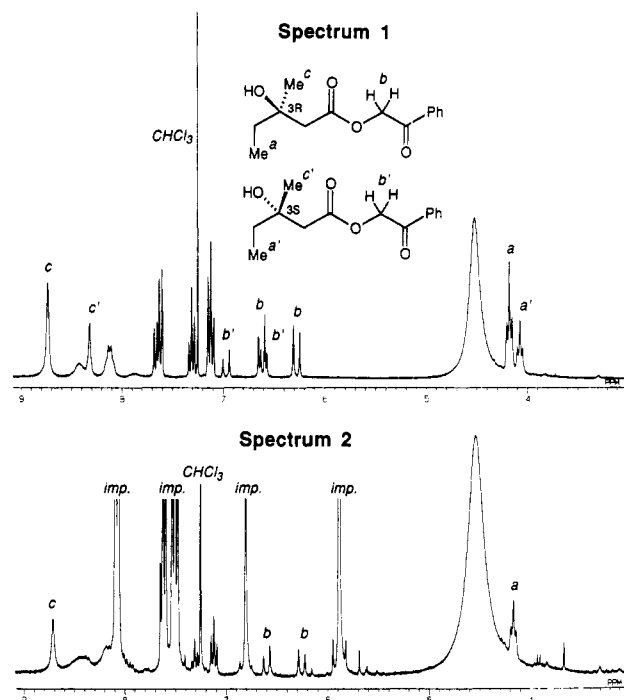 Spectrum 1
c
b
HO
Me
O
H H
3R
CHCl3
O
Ph
a
O
Me
c'
b'
HO
Me
O
H H
3S
O
Ph
a'
O
Me
c
c'
b'
b
b'
b
a
a'
9 8 7 6 5 4
PPM
Spectrum 2
CHCl3
imp.
imp.
imp.
imp.
c
b
b
a
PPM